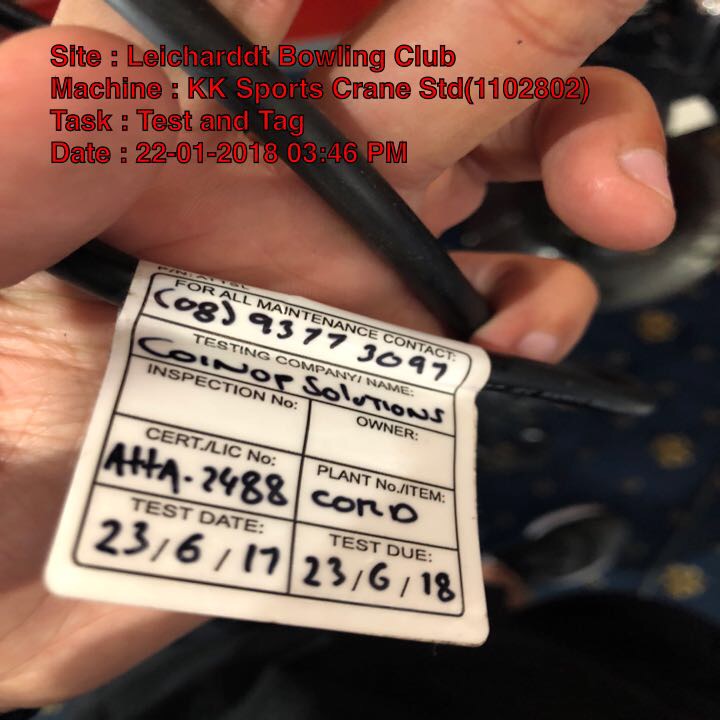 Site : Leicharddt Bowling Club
Machine : KK Sports Crane Std(1102802)
Task : Test and Tag
Date : 22-01-2018 03:46 PM
FOR ALL MAINTENANCE CONTACT:
(08) 9377 3097
TESTING COMPANY/ NAME:
COINOP SOLUTIONS
INSPECTION No:
OWNER:
CERT./LIC No:
AHA-2488
PLANT No./ITEM:
CORD
TEST DATE:
23/6/17
TEST DUE:
23/6/18